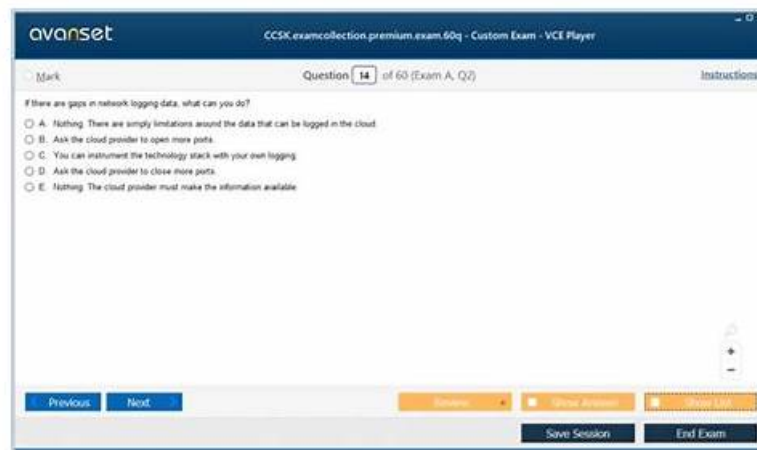 avanset
CCSK.examcollection.premium.exam.60q - Custom Exam - VCE Player
Mark
Question 14 of 60 (Exam A, Q2)
Instructions
If there are gaps in network logging data, what can you do?
A. Nothing. There are simply limitations around the data that can be logged in the cloud.
B. Ask the cloud provider to open more ports.
C. You can instrument the technology stack with your own logging.
D. Ask the cloud provider to close more ports.
E. Nothing. The cloud provider must make the information available.
Previous
Next
Review
Show Answer
Show List
Save Session
End Exam